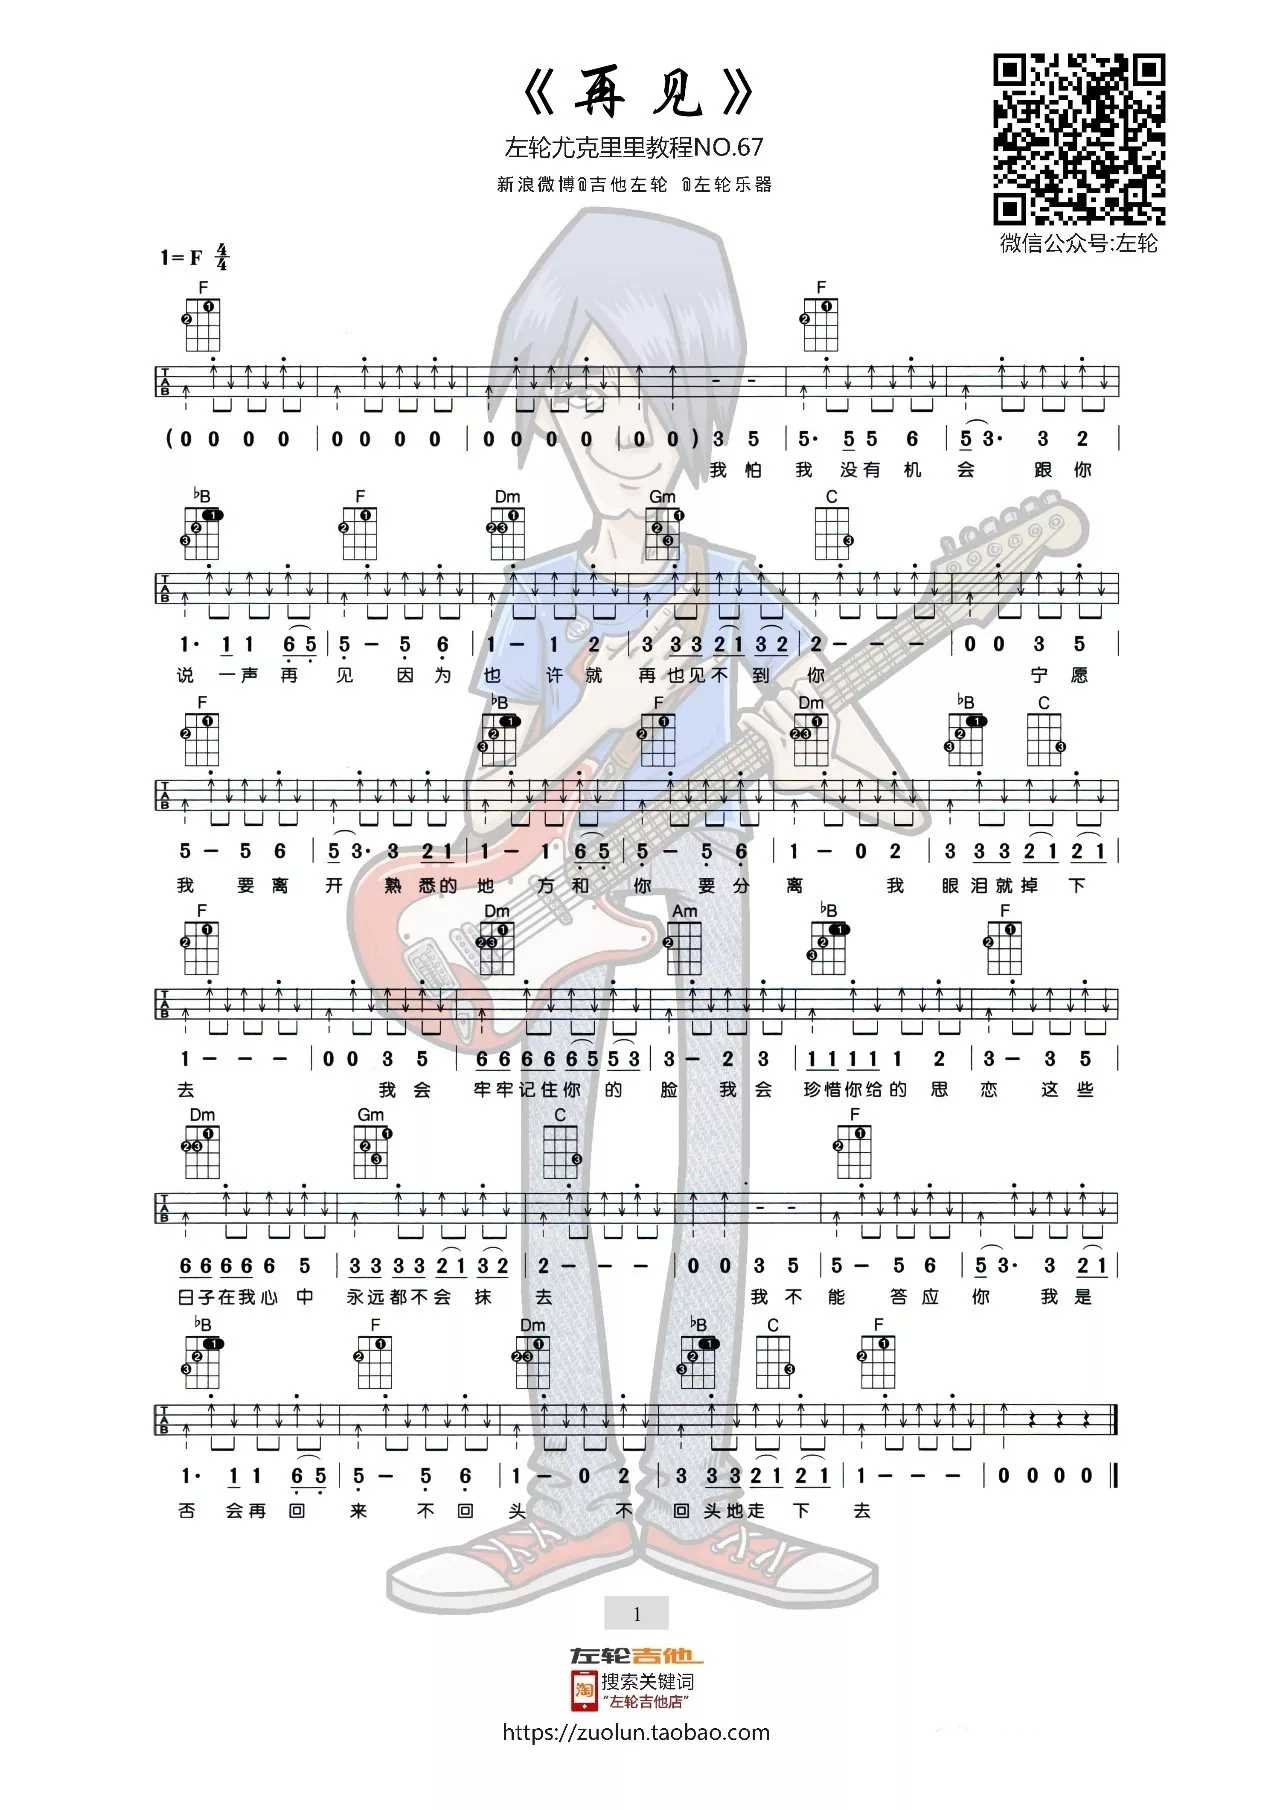 《再见》
左轮尤克里里教程NO.67
新浪微博@吉他左轮 @左轮乐器
微信公众号:左轮
1=F 4/4
F F
TAB
(0 0 0 0 | 0 0 0 0 | 0 0 0 0 | 0 0) 3 5 | 5· 5 5 6 | 5 3· 3 2 |
我怕我没有机会跟你
♭B F Dm Gm C
TAB
1· 1 1 6 5 | 5 - 5 6 | 1 - 1 2 | 3 3 3 2 1 3 2 | 2 - - - | 0 0 3 5 |
说一声再见因为也许就再也见不到你宁愿
F ♭B F Dm ♭B C
TAB
5 - 5 6 | 5 3· 3 2 1 | 1 - 1 6 5 | 5 - 5 6 | 1 - 0 2 | 3 3 3 2 1 2 1 |
我要离开熟悉的地方和你要分离我眼泪就掉下
F Dm Am ♭B F
TAB
1 - - - | 0 0 3 5 | 6 6 6 6 6 5 5 3 | 3 - 2 3 | 1 1 1 1 1 2 | 3 - 3 5 |
去我会牢牢记住你的脸我会珍惜你给的思恋这些
Dm Gm C F
TAB
6 6 6 6 6 5 | 3 3 3 3 2 1 3 2 | 2 - - - | 0 0 3 5 | 5 - 5 6 | 5 3· 3 2 1 |
日子在我心中永远都不会抹去我不能答应你我是
♭B F Dm ♭B C F
TAB
1· 1 1 6 5 | 5 - 5 6 | 1 - 0 2 | 3 3 3 2 1 2 1 | 1 - - - | 0 0 0 0 ‖
否会再回来不回头不回头地走下去
1
左轮吉他
淘 搜索关键词
"左轮吉他店"
https://zuolun.taobao.com